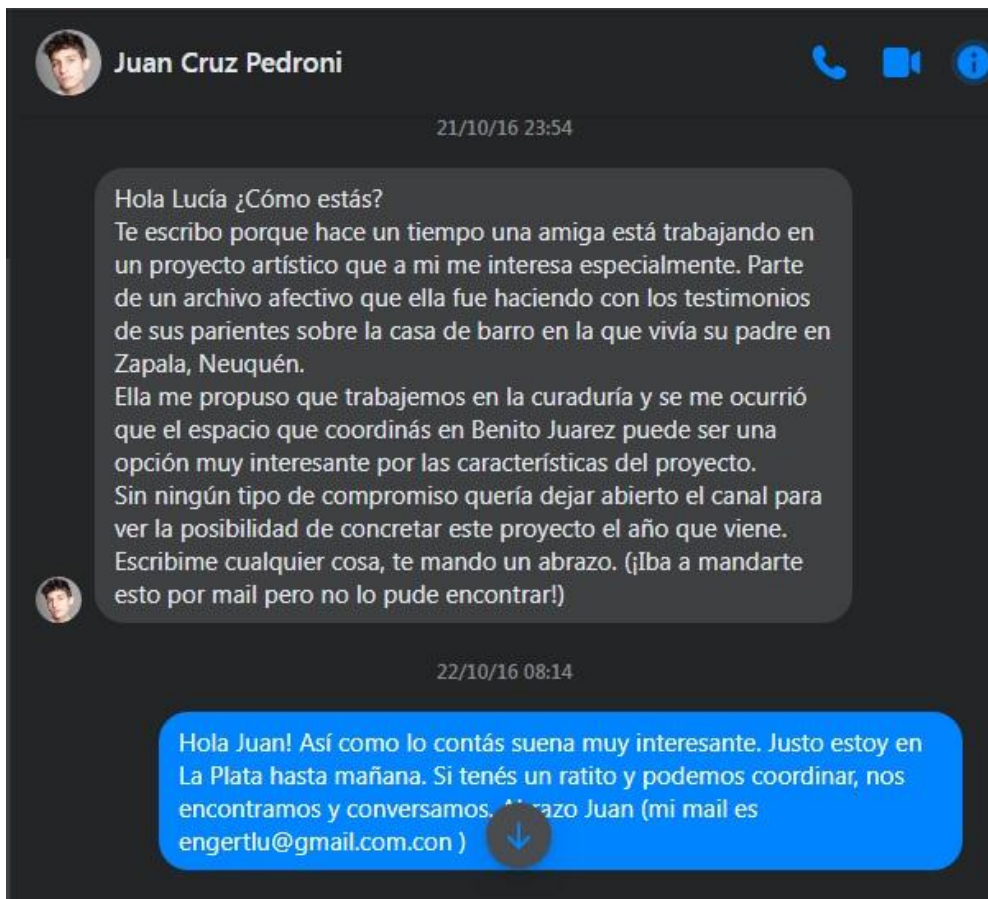 Juan Cruz Pedroni
21/10/16 23:54
Hola Lucía ¿Cómo estás?
Te escribo porque hace un tiempo una amiga está trabajando en
un proyecto artístico que a mi me interesa especialmente. Parte
de un archivo afectivo que ella fue haciendo con los testimonios
de sus parientes sobre la casa de barro en la que vivía su padre en
Zapala, Neuquén.
Ella me propuso que trabajemos en la curaduría y se me ocurrió
que el espacio que coordinás en Benito Juarez puede ser una
opción muy interesante por las características del proyecto.
Sin ningún tipo de compromiso quería dejar abierto el canal para
ver la posibilidad de concretar este proyecto el año que viene.
Escribime cualquier cosa, te mando un abrazo. (¡Iba a mandarte
esto por mail pero no lo pude encontrar!)
22/10/16 08:14
Hola Juan! Así como lo contás suena muy interesante. Justo estoy en
La Plata hasta mañana. Si tenés un ratito y podemos coordinar, nos
encontramos y conversamos. Abrazo Juan (mi mail es
engertlu@gmail.com.con )